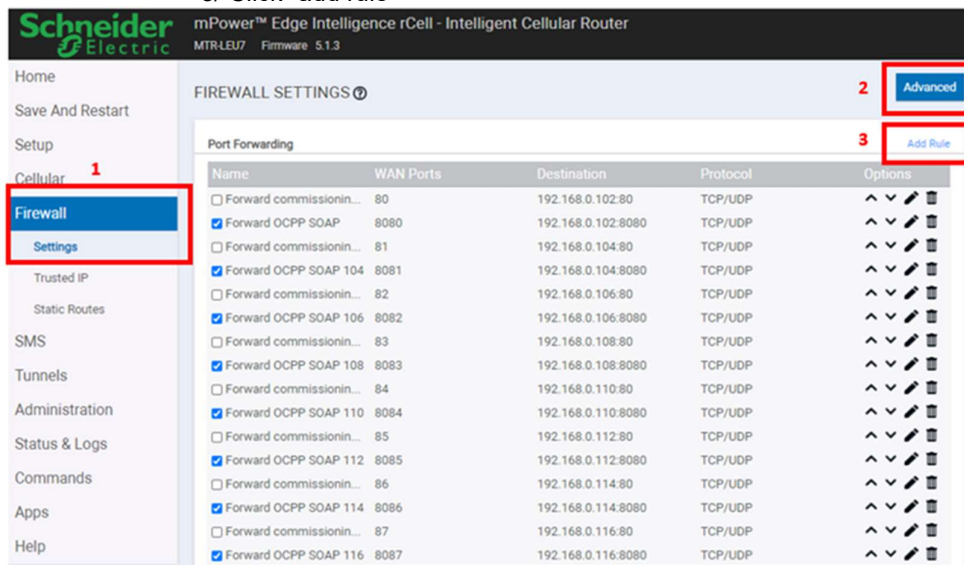 Schneider Electric
mPower™ Edge Intelligence rCell - Intelligent Cellular Router
MTR-LEU7 Firmware 5.1.3
Home
Save And Restart
Setup
Cellular
1
Firewall
Settings
Trusted IP
Static Routes
SMS
Tunnels
Administration
Status & Logs
Commands
Apps
Help
FIREWALL SETTINGS
2
Advanced
Port Forwarding
3
Add Rule
Name WAN Ports Destination Protocol Options
Forward commissionin... 80 192.168.0.102:80 TCP/UDP
Forward OCPP SOAP 8080 192.168.0.102:8080 TCP/UDP
Forward commissionin... 81 192.168.0.104:80 TCP/UDP
Forward OCPP SOAP 104 8081 192.168.0.104:8080 TCP/UDP
Forward commissionin... 82 192.168.0.106:80 TCP/UDP
Forward OCPP SOAP 106 8082 192.168.0.106:8080 TCP/UDP
Forward commissionin... 83 192.168.0.108:80 TCP/UDP
Forward OCPP SOAP 108 8083 192.168.0.108:8080 TCP/UDP
Forward commissionin... 84 192.168.0.110:80 TCP/UDP
Forward OCPP SOAP 110 8084 192.168.0.110:8080 TCP/UDP
Forward commissionin... 85 192.168.0.112:80 TCP/UDP
Forward OCPP SOAP 112 8085 192.168.0.112:8080 TCP/UDP
Forward commissionin... 86 192.168.0.114:80 TCP/UDP
Forward OCPP SOAP 114 8086 192.168.0.114:8080 TCP/UDP
Forward commissionin... 87 192.168.0.116:80 TCP/UDP
Forward OCPP SOAP 116 8087 192.168.0.116:8080 TCP/UDP